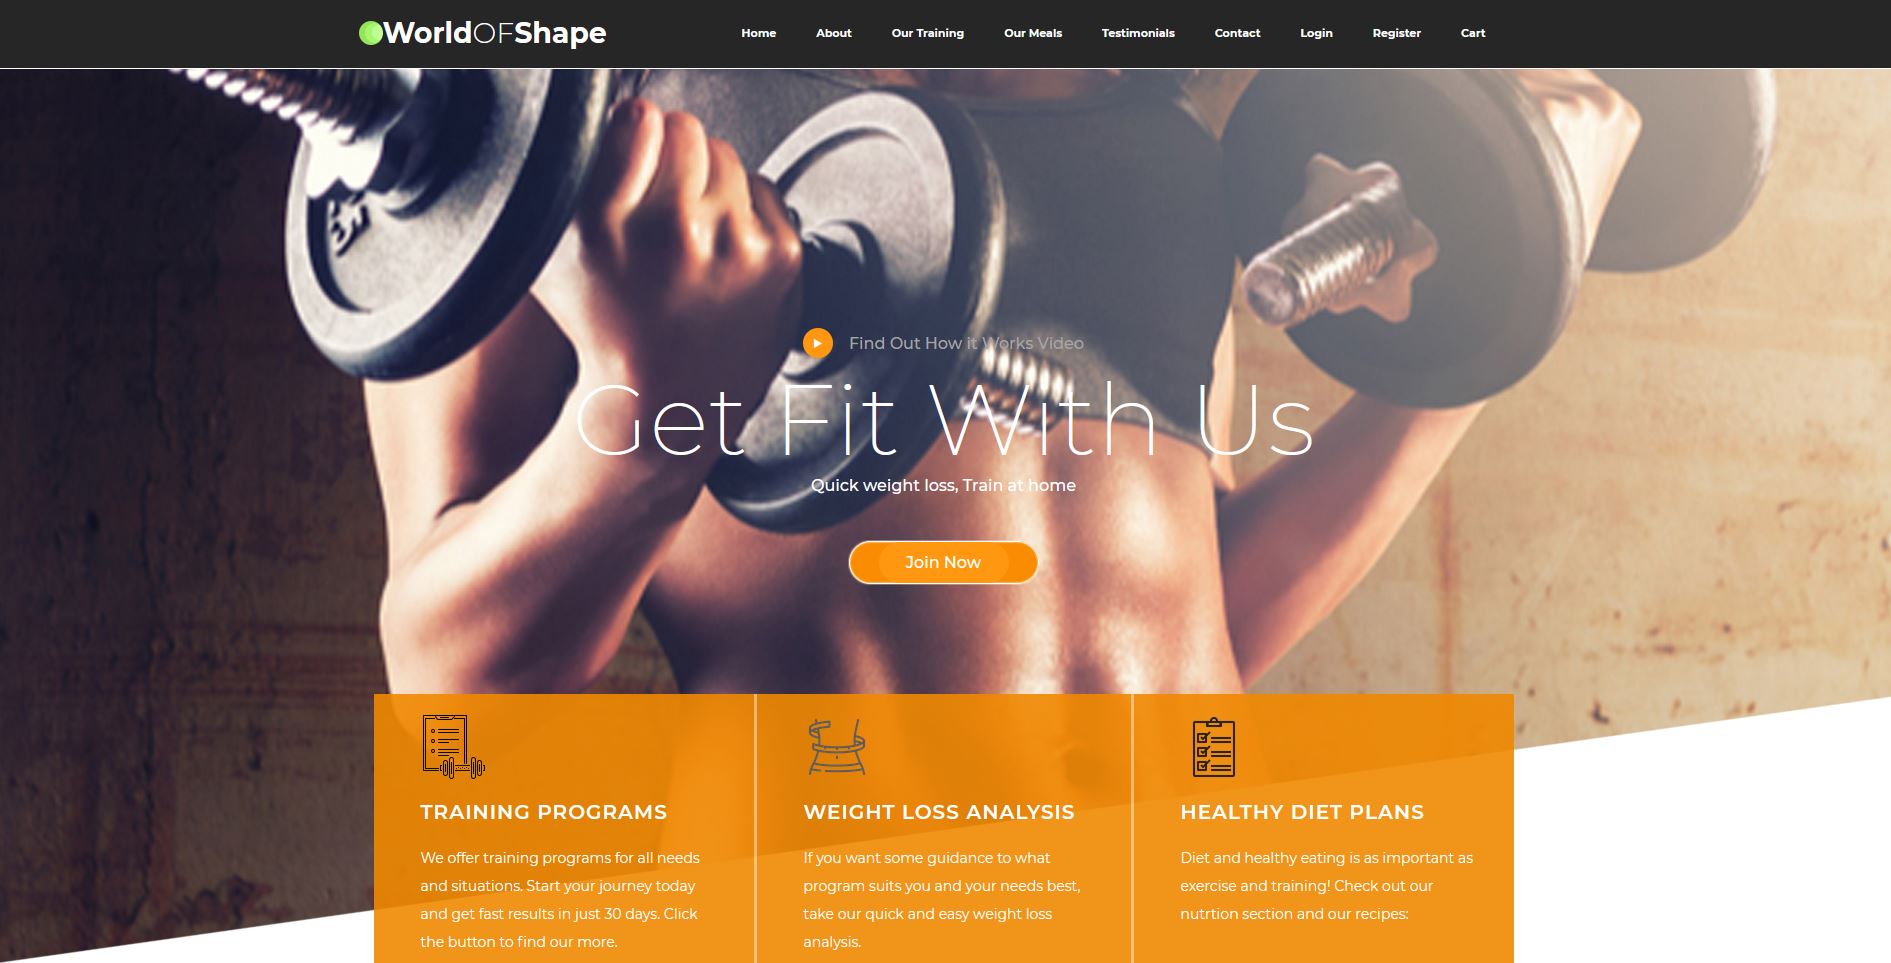 WorldOFShape
Home
About
Our Training
Our Meals
Testimonials
Contact
Login
Register
Cart
Find Out How it Works Video
Get Fit With Us
Quick weight loss, Train at home
Join Now
TRAINING PROGRAMS
We offer training programs for all needs
and situations. Start your journey today
and get fast results in just 30 days. Click
the button to find our more.
WEIGHT LOSS ANALYSIS
If you want some guidance to what
program suits you and your needs best,
take our quick and easy weight loss
analysis.
HEALTHY DIET PLANS
Diet and healthy eating is as important as
exercise and training! Check out our
nutrtion section and our recipes: